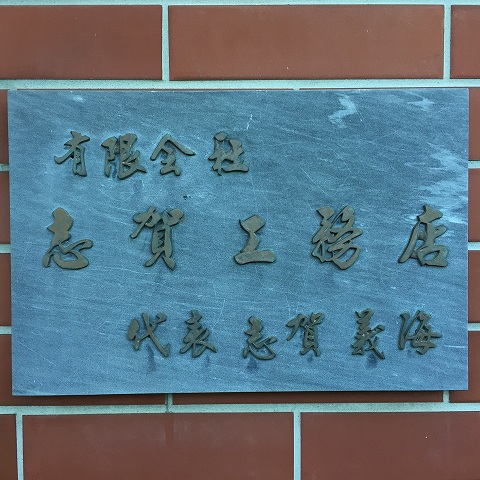 有限会社
志賀工務店
代表 志賀義海